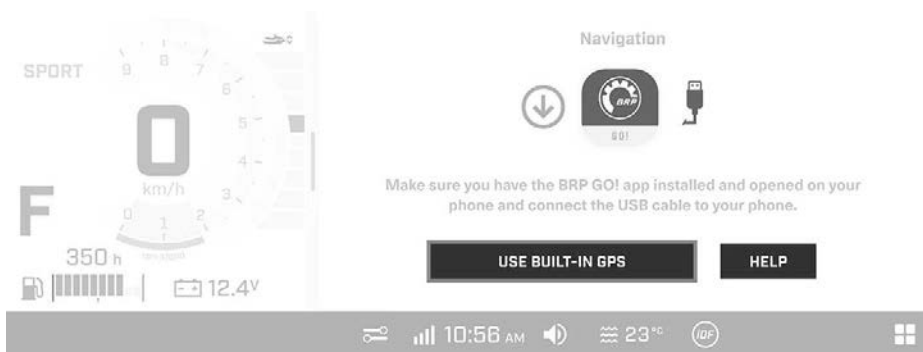 SPORT
9 8 7
6
5
4
3
0 1 2
0
km/h
F
350 h
12.4V
Navigation
BRP
GO!
Make sure you have the BRP GO! app installed and opened on your
phone and connect the USB cable to your phone.
USE BUILT-IN GPS
HELP
10:56 AM
23°C
iDF